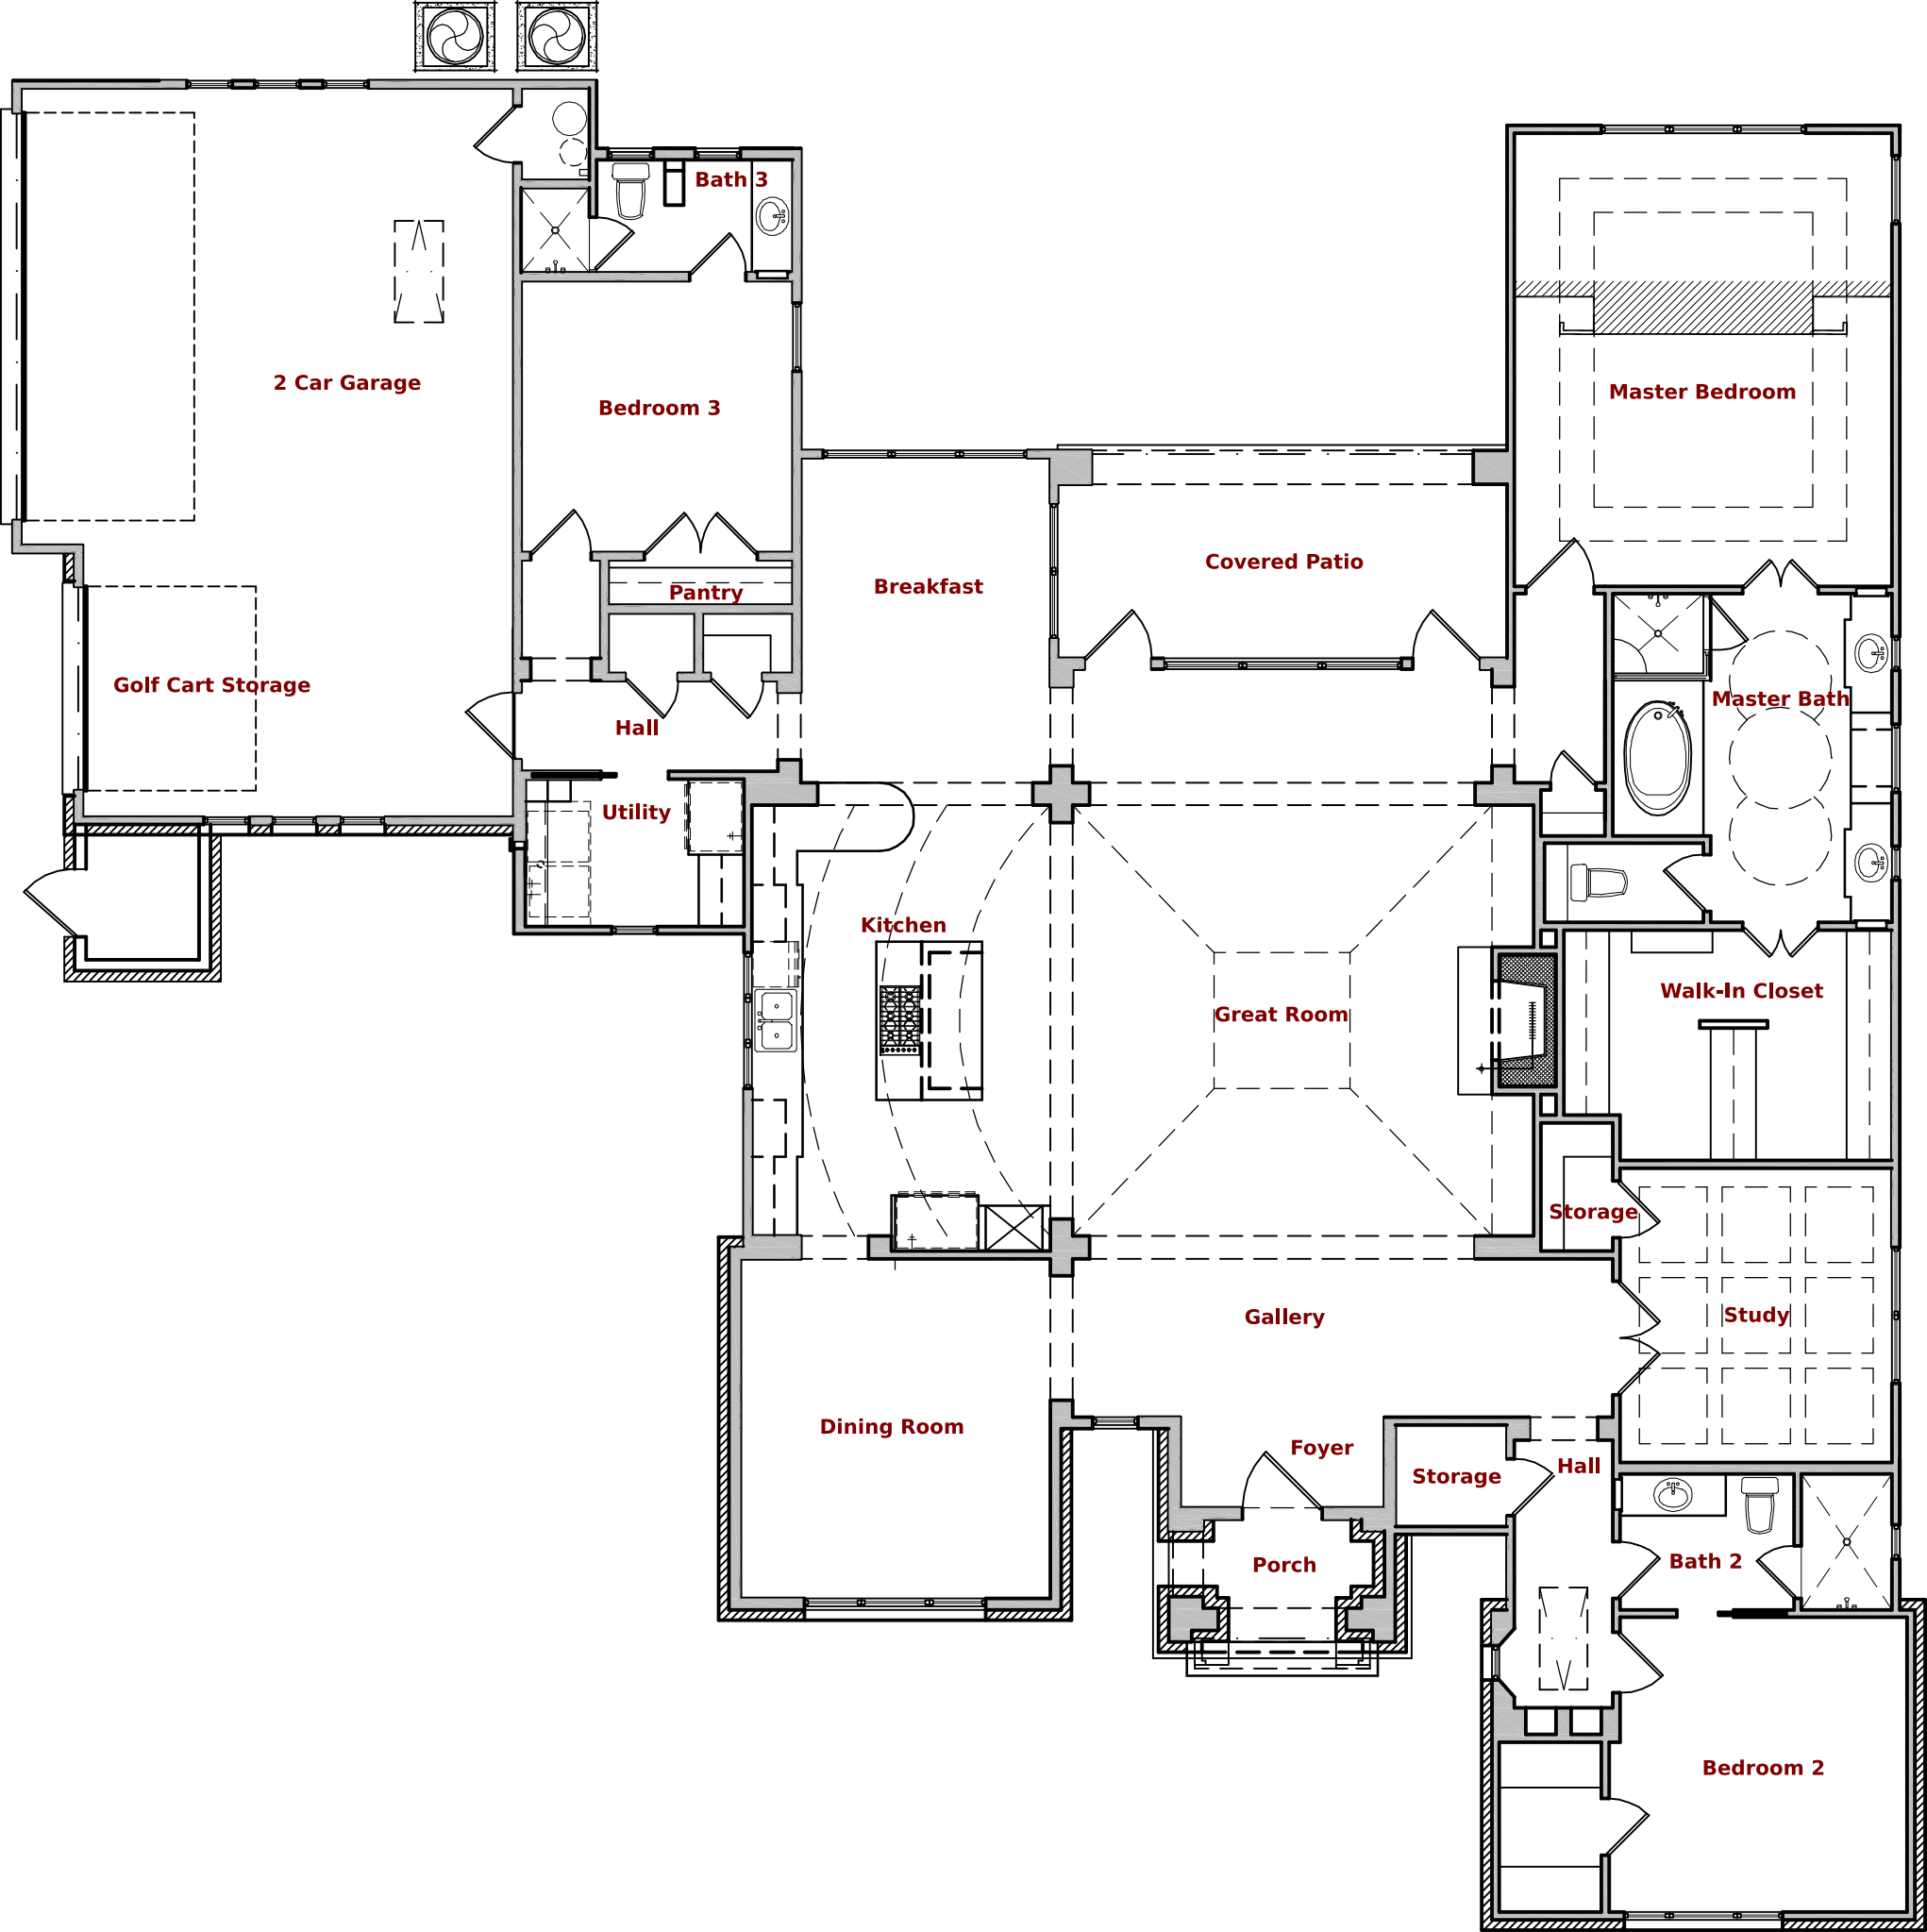 Bath 3
2 Car Garage
Master Bedroom
Bedroom 3
Covered Patio
Breakfast
Pantry
Golf Cart Storage
Master Bath
Hall
Utility
Kitchen
Walk-In Closet
Great Room
Storage
Gallery
Study
Dining Room
Foyer
Hall
Storage
Bath 2
Porch
Bedroom 2